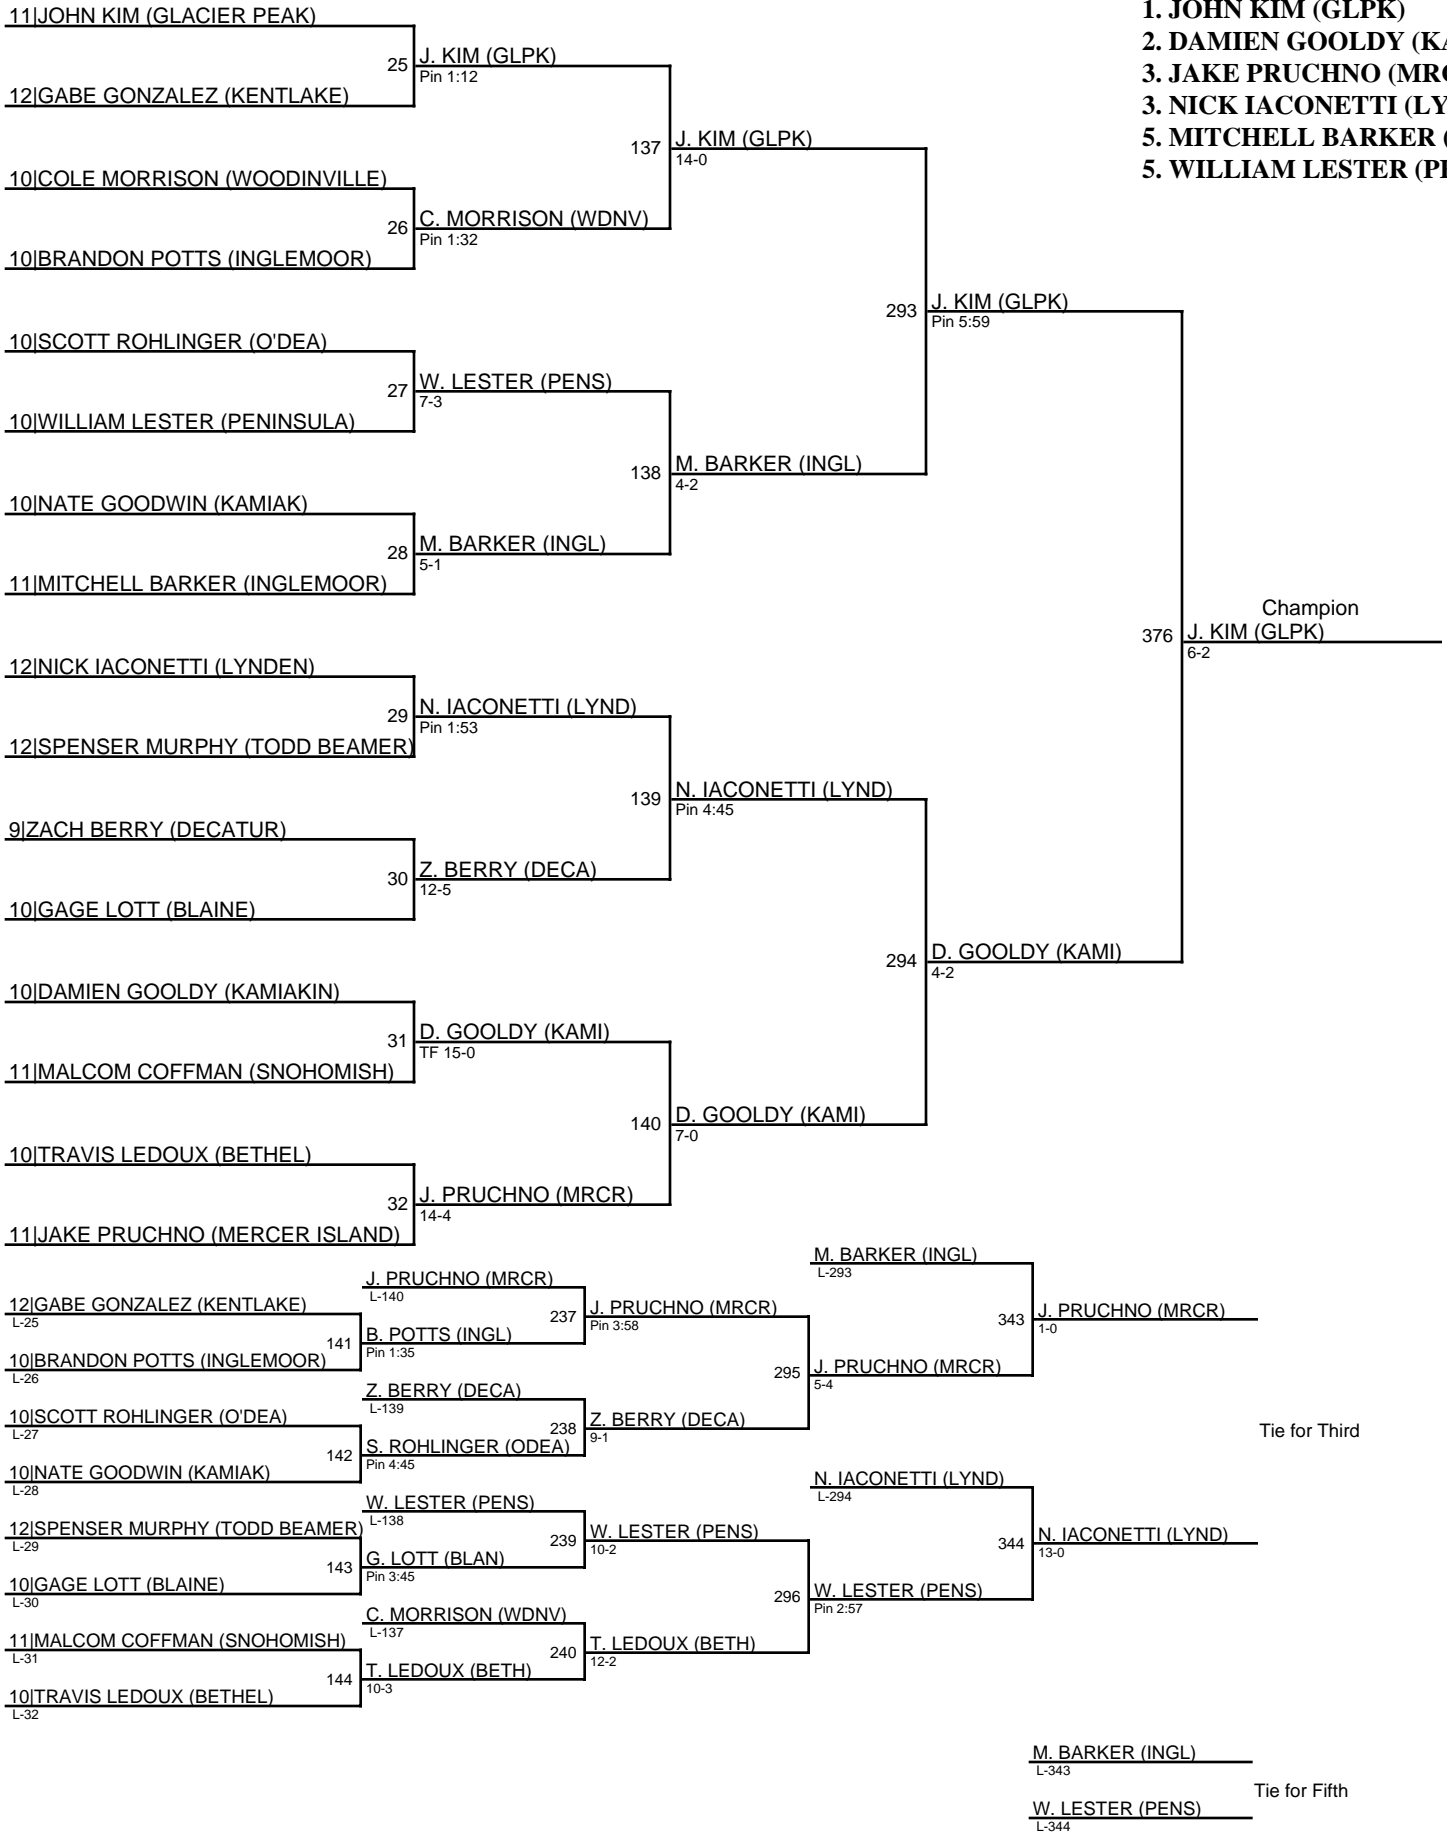 1. JOHN KIM (GLPK)
2. DAMIEN GOOLDY
3. JAKE PRUCHNO
3. NICK IACONETTI
5. MITCHELL BARKER
5. WILLIAM LESTER
11|JOHN KIM (GLACIER PEAK)
25 J. KIM (GLPK)
Pin 1:12
12|GABE GONZALEZ (KENTLAKE)
137 J. KIM (GLPK)
14-0
10|COLE MORRISON (WOODINVILLE)
26 C. MORRISON (WDNV)
Pin 1:32
10|BRANDON POTTS (INGLEMOOR)
293 J. KIM (GLPK)
Pin 5:59
10|SCOTT ROHLINGER (O'DEA)
27 W. LESTER (PENS)
7-3
10|WILLIAM LESTER (PENINSULA)
138 M. BARKER (INGL)
4-2
10|NATE GOODWIN (KAMIAK)
28 M. BARKER (INGL)
5-1
11|MITCHELL BARKER (INGLEMOOR)
Champion
376 J. KIM (GLPK)
6-2
12|NICK IACONETTI (LYNDEN)
29 N. IACONETTI (LYND)
Pin 1:53
12|SPENSER MURPHY (TODD BEAMER)
139 N. IACONETTI (LYND)
Pin 4:45
9|ZACH BERRY (DECATUR)
30 Z. BERRY (DECA)
12-5
10|GAGE LOTT (BLAINE)
294 D. GOOLDY (KAMI)
4-2
10|DAMIEN GOOLDY (KAMIAKIN)
31 D. GOOLDY (KAMI)
TF 15-0
11|MALCOM COFFMAN (SNOHOMISH)
140 D. GOOLDY (KAMI)
7-0
10|TRAVIS LEDOUX (BETHEL)
32 J. PRUCHNO (MRCR)
14-4
11|JAKE PRUCHNO (MERCER ISLAND)
M. BARKER (INGL)
L-293
J. PRUCHNO (MRCR)
L-140
12|GABE GONZALEZ (KENTLAKE)
L-25
237 J. PRUCHNO (MRCR)
Pin 3:58
343 J. PRUCHNO (MRCR)
1-0
141 B. POTTS (INGL)
Pin 1:35
10|BRANDON POTTS (INGLEMOOR)
L-26
295 J. PRUCHNO (MRCR)
5-4
Z. BERRY (DECA)
L-139
10|SCOTT ROHLINGER (O'DEA)
L-27
238 Z. BERRY (DECA)
9-1
Tie for Third
142 S. ROHLINGER (ODEA)
Pin 4:45
10|NATE GOODWIN (KAMIAK)
L-28
N. IACONETTI (LYND)
L-294
W. LESTER (PENS)
L-138
12|SPENSER MURPHY (TODD BEAMER)
L-29
239 W. LESTER (PENS)
10-2
344 N. IACONETTI (LYND)
13-0
143 G. LOTT (BLAN)
Pin 3:45
10|GAGE LOTT (BLAINE)
L-30
296 W. LESTER (PENS)
Pin 2:57
C. MORRISON (WDNV)
L-137
11|MALCOM COFFMAN (SNOHOMISH)
L-31
240 T. LEDOUX (BETH)
12-2
144 T. LEDOUX (BETH)
10-3
10|TRAVIS LEDOUX (BETHEL)
L-32
M. BARKER (INGL)
L-343
Tie for Fifth
W. LESTER (PENS)
L-344